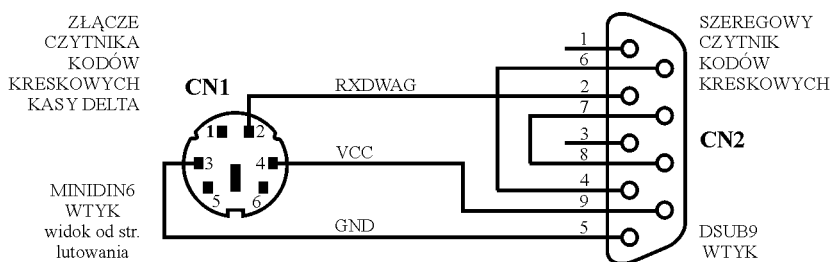 ZŁĄCZE
CZYTNIKA
KODÓW
KRESKOWYCH
KASY DELTA
CN1
1
2
3
4
5
6
MINIDIN6
WTYK
widok od str.
lutowania
RXDWAG
VCC
GND
1
6
2
7
3
8
4
9
5
SZEREGOWY
CZYTNIK
KODÓW
KRESKOWYCH
CN2
DSUB9
WTYK